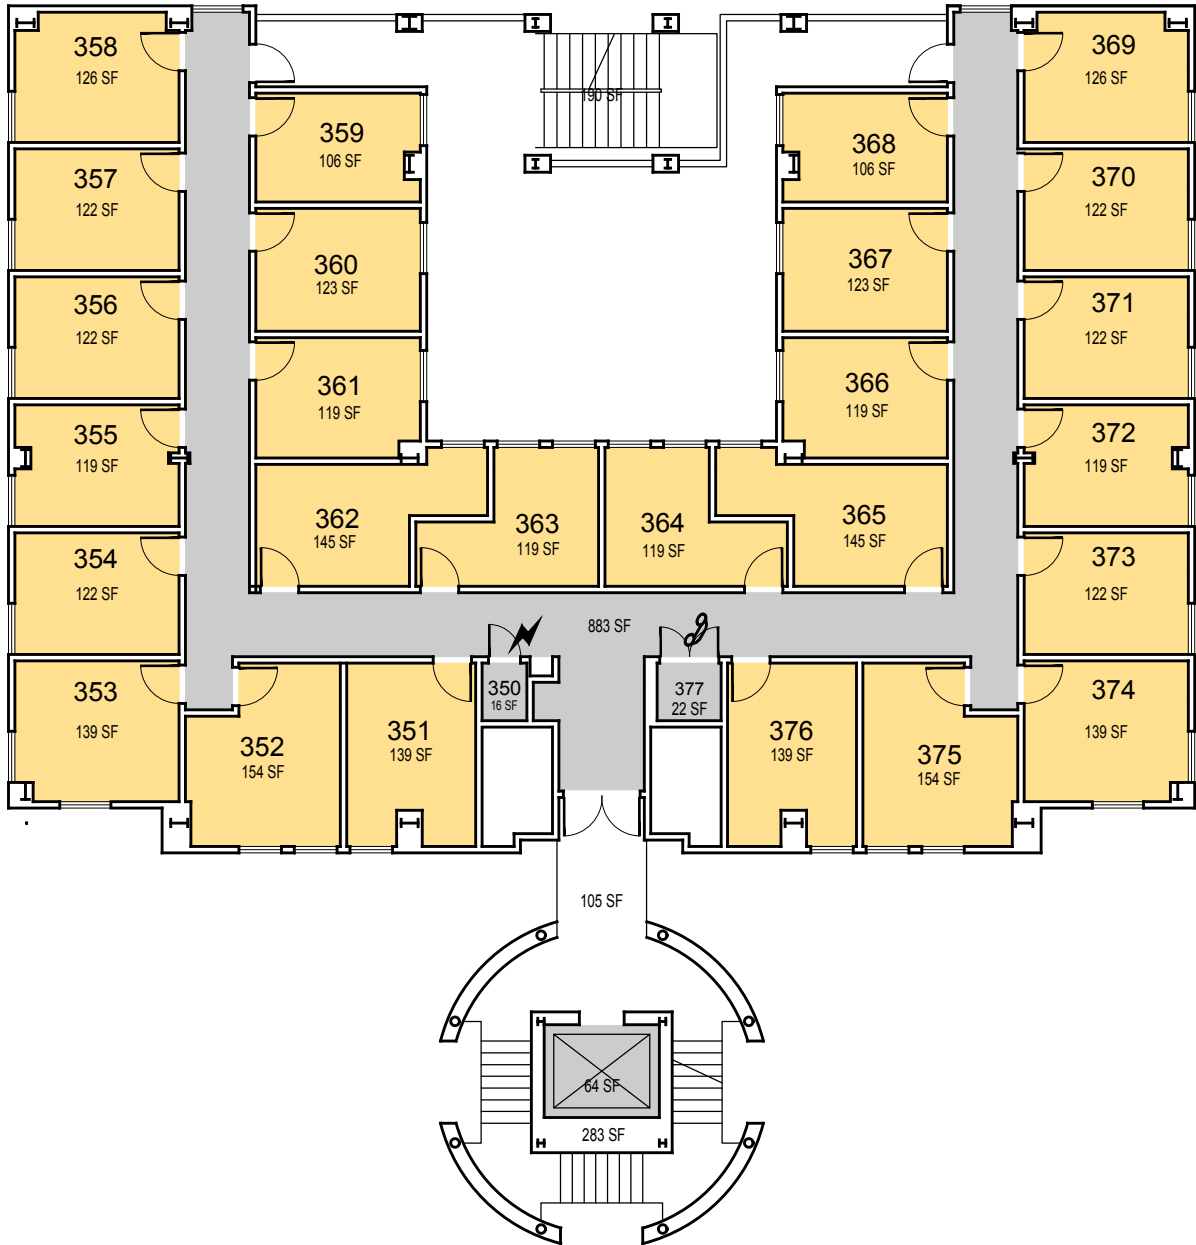 358
126 SF
369
126 SF
190 SF
359
106 SF
368
106 SF
357
122 SF
370
122 SF
360
123 SF
367
123 SF
356
122 SF
371
122 SF
361
119 SF
366
119 SF
355
119 SF
372
119 SF
362
145 SF
363
119 SF
364
119 SF
365
145 SF
354
122 SF
373
122 SF
883 SF
353
139 SF
352
154 SF
351
139 SF
350
16 SF
377
22 SF
376
139 SF
375
154 SF
374
139 SF
105 SF
64 SF
283 SF